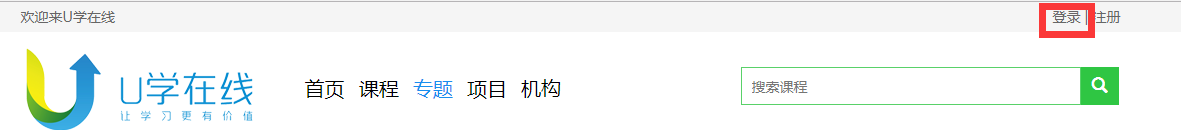 欢迎来U学在线
登录 | 注册
U学在线
让学习更有价值
首页 课程 专题 项目 机构
搜索课程